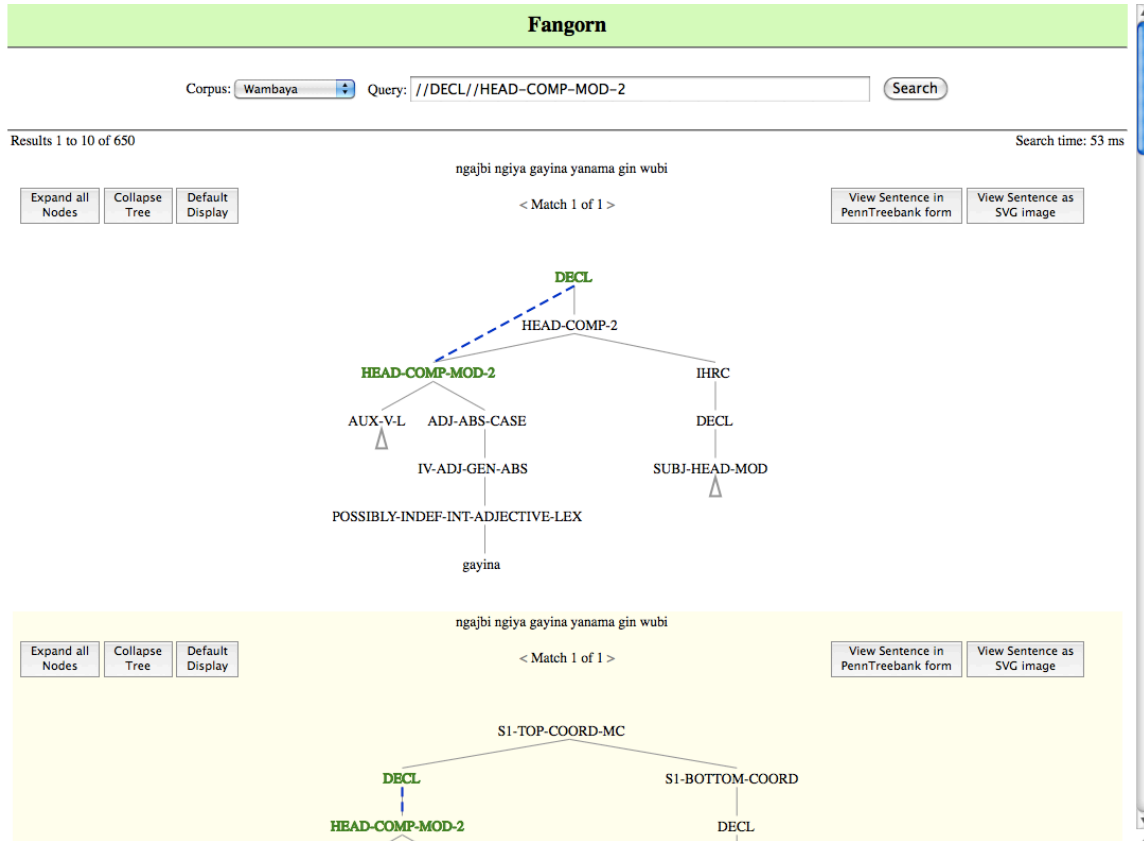 Fangorn
Corpus: Wambaya Query: //DECL//HEAD-COMP-MOD-2 Search
Results 1 to 10 of 650 Search time: 53 ms
ngajbi ngiya gayina yanama gin wubi
Expand all Nodes Collapse Tree Default Display < Match 1 of 1 > View Sentence in PennTreebank form View Sentence as SVG image
DECL
HEAD-COMP-2
HEAD-COMP-MOD-2 IHRC
AUX-V-L ADJ-ABS-CASE DECL
IV-ADJ-GEN-ABS SUBJ-HEAD-MOD
POSSIBLY-INDEF-INT-ADJECTIVE-LEX
gayina
ngajbi ngiya gayina yanama gin wubi
Expand all Nodes Collapse Tree Default Display < Match 1 of 1 > View Sentence in PennTreebank form View Sentence as SVG image
S1-TOP-COORD-MC
DECL S1-BOTTOM-COORD
HEAD-COMP-MOD-2 DECL